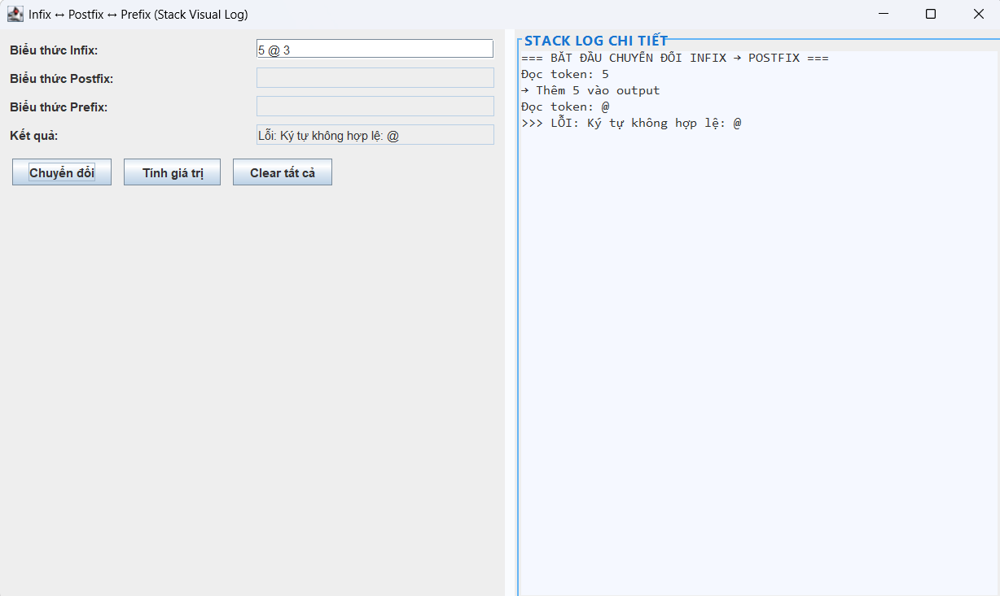 Infix ↔ Postfix ↔ Prefix (Stack Visual Log)
Biểu thức Infix:
5 @ 3
Biểu thức Postfix:
Biểu thức Prefix:
Kết quả:
Lỗi: Ký tự không hợp lệ: @
Chuyển đổi
Tính giá trị
Clear tất cả
STACK LOG CHI TIẾT
=== BẮT ĐẦU CHUYỂN ĐỔI INFIX → POSTFIX ===
Đọc token: 5
→ Thêm 5 vào output
Đọc token: @
>>> LỖI: Ký tự không hợp lệ: @